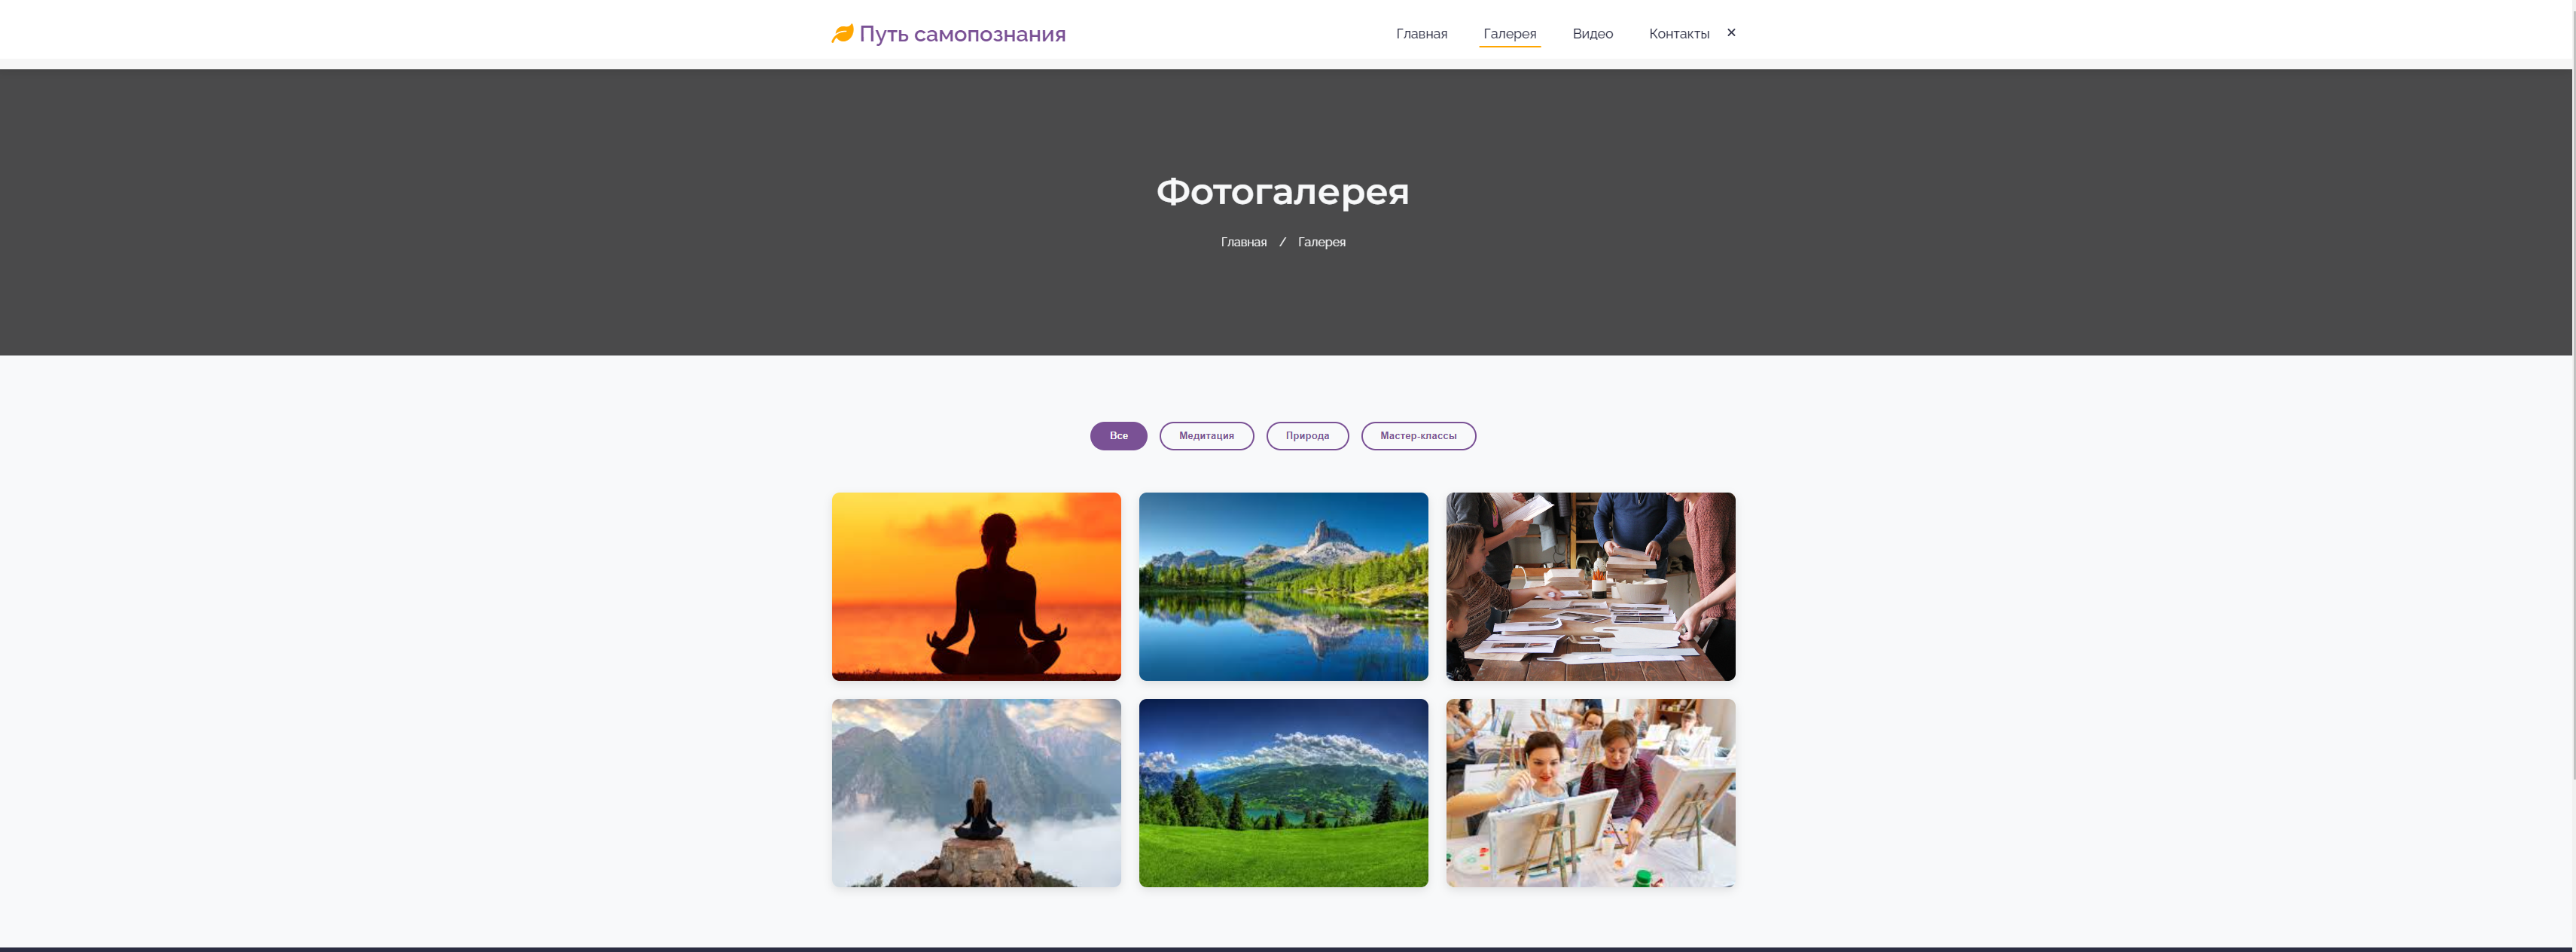 Путь самопознания
Главная Галерея Видео Контакты ×
Фотогалерея
Главная / Галерея
Все Медитация Природа Мастер-классы